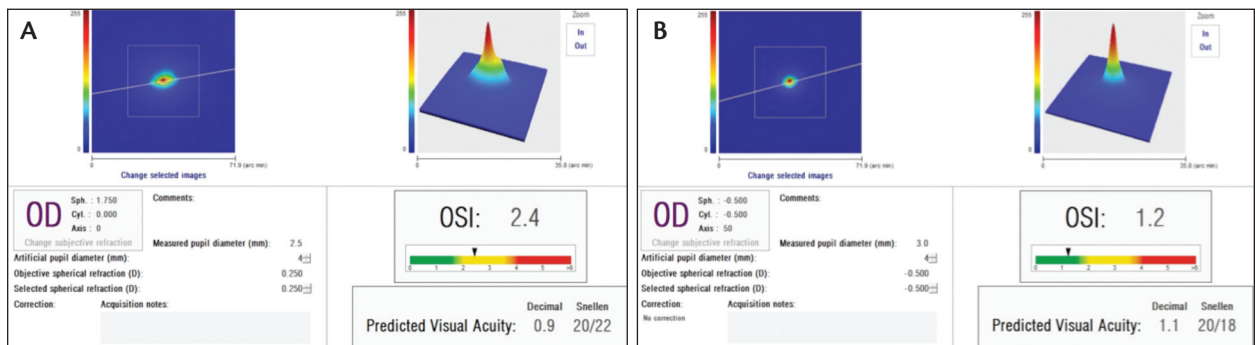 A
255
0
0
71.9 (arc min)
Change selected images
Zoom
In
Out
0
35.8 (arc min)
OD
Sph. : 1.750
Cyl. : 0.000
Axis : 0
Change subjective refraction
Comments:
Measured pupil diameter (mm): 2.5
Artificial pupil diameter (mm): 4
Objective spherical refraction (D): 0.250
Selected spherical refraction (D): 0.250
Correction: Acquisition notes:
OSI: 2.4
0 1 2 3 4 5 >6
Decimal Snellen
Predicted Visual Acuity: 0.9 20/22
B
255
0
0
71.9 (arc min)
Change selected images
Zoom
In
Out
0
35.8 (arc min)
OD
Sph. : -0.500
Cyl. : -0.500
Axis : 50
Change subjective refraction
Comments:
Measured pupil diameter (mm): 3.0
Artificial pupil diameter (mm): 4
Objective spherical refraction (D): -0.500
Selected spherical refraction (D): -0.500
Correction: Acquisition notes:
No correction
OSI: 1.2
0 1 2 3 4 5 >6
Decimal Snellen
Predicted Visual Acuity: 1.1 20/18